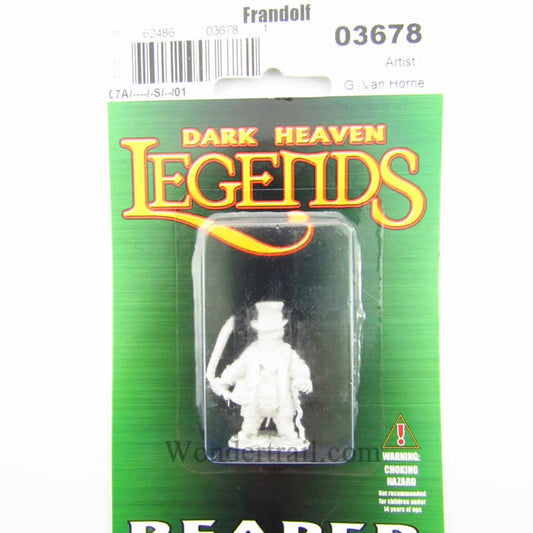 Frandolf
62486 03678 1
03678
Artist
G. Van Horne
C7A/----/-S/--/01
DARK HEAVEN
LEGENDS
Wondertrail.com
WARNING:
CHOKING
HAZARD
Not recommended
for children under
14 years of age
REAPER